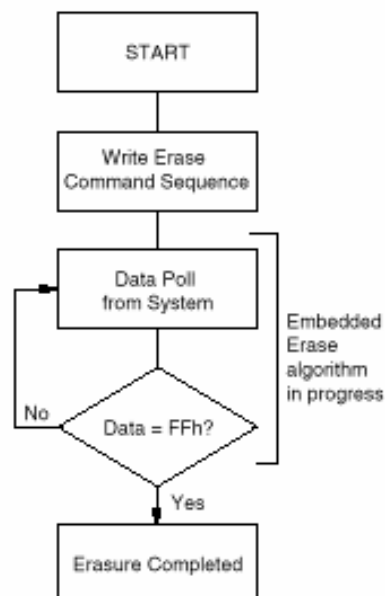 START
Write Erase
Command Sequence
Data Poll
from System
Embedded
Erase
algorithm
in progress
No
Data = FFh?
Yes
Erasure Completed